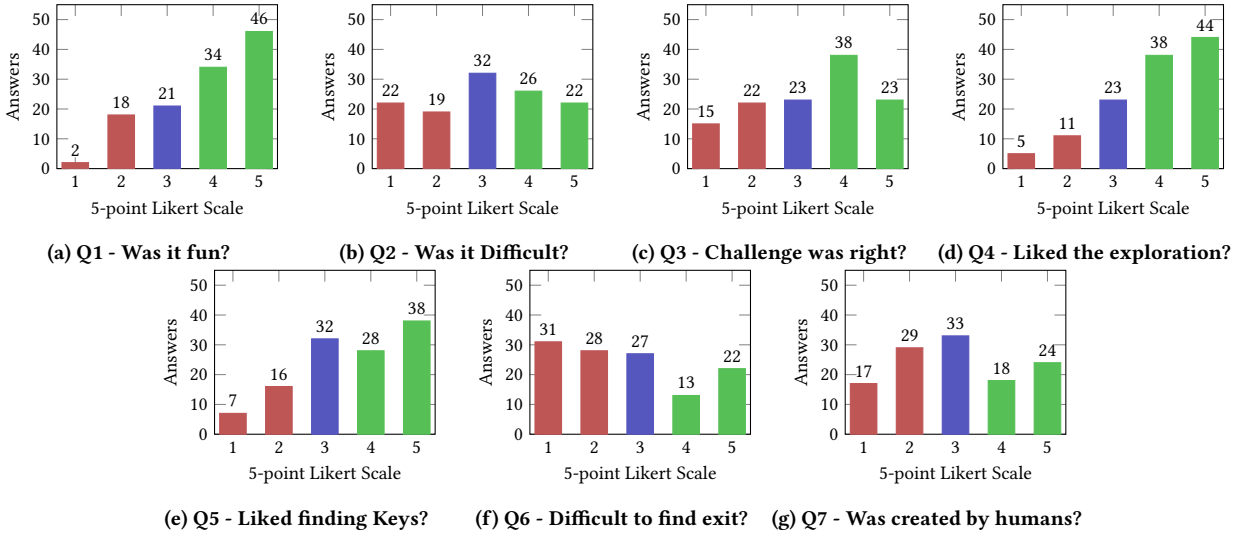 50
40
30
20
10
0
Answers
2
18
21
34
46
1 2 3 4 5
5-point Likert Scale
(a) Q1 - Was it fun?
50
40
30
20
10
0
Answers
22
19
32
26
22
1 2 3 4 5
5-point Likert Scale
(b) Q2 - Was it Difficult?
50
40
30
20
10
0
Answers
15
22
23
38
23
1 2 3 4 5
5-point Likert Scale
(c) Q3 - Challenge was right?
50
40
30
20
10
0
Answers
5
11
23
38
44
1 2 3 4 5
5-point Likert Scale
(d) Q4 - Liked the exploration?
50
40
30
20
10
0
Answers
7
16
32
28
38
1 2 3 4 5
5-point Likert Scale
(e) Q5 - Liked finding Keys?
50
40
30
20
10
0
Answers
31
28
27
13
22
1 2 3 4 5
5-point Likert Scale
(f) Q6 - Difficult to find exit?
50
40
30
20
10
0
Answers
17
29
33
18
24
1 2 3 4 5
5-point Likert Scale
(g) Q7 - Was created by humans?